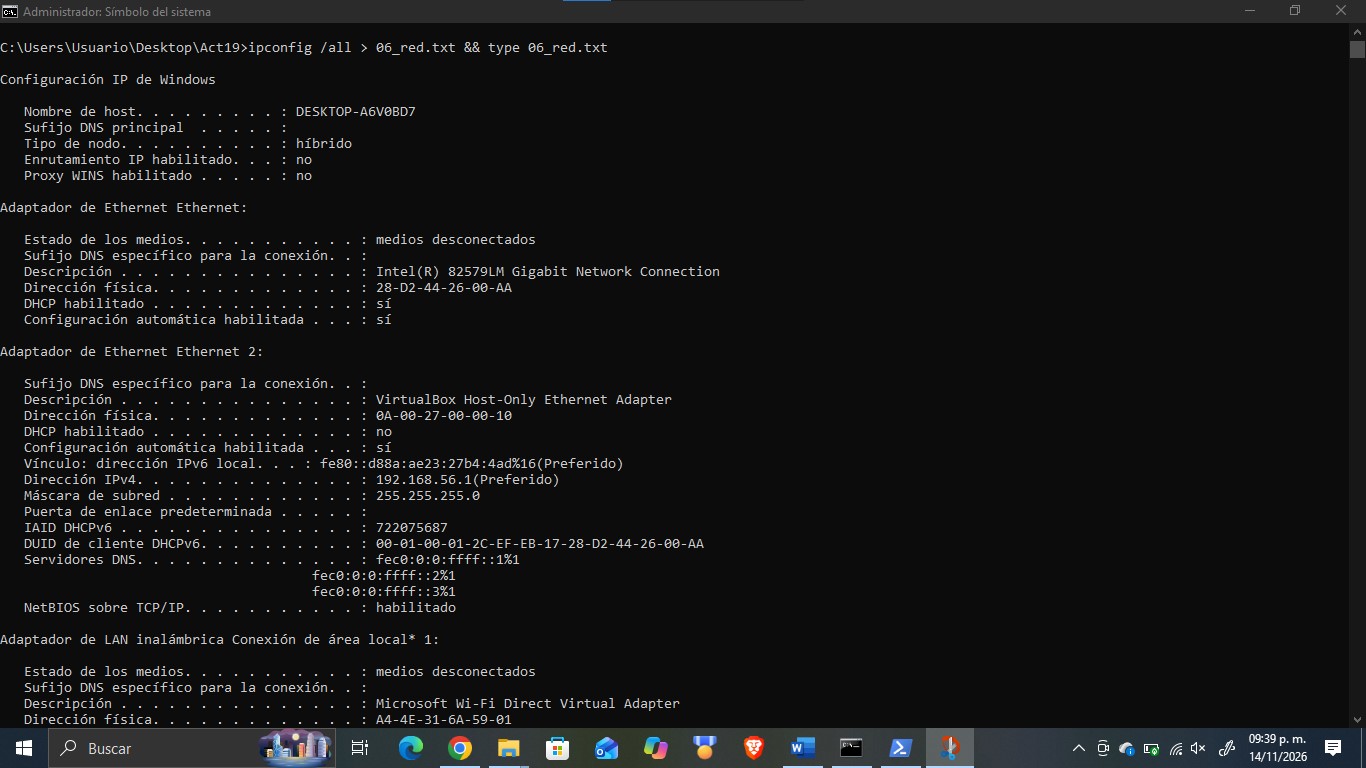 Administrador: Símbolo del sistema
C:\Users\Usuario\Desktop\Act19>ipconfig /all > 06_red.txt && type 06_red.txt
Configuración IP de Windows
Nombre de host. . . . . . . . . : DESKTOP-A6V0BD7
Sufijo DNS principal  . . . . . :
Tipo de nodo. . . . . . . . . . : híbrido
Enrutamiento IP habilitado. . . : no
Proxy WINS habilitado . . . . . : no
Adaptador de Ethernet Ethernet:
Estado de los medios. . . . . . . . . . . : medios desconectados
Sufijo DNS específico para la conexión. . :
Descripción . . . . . . . . . . . . . . . : Intel(R) 82579LM Gigabit Network Connection
Dirección física. . . . . . . . . . . . . : 28-D2-44-26-00-AA
DHCP habilitado . . . . . . . . . . . . . : sí
Configuración automática habilitada . . . : sí
Adaptador de Ethernet Ethernet 2:
Sufijo DNS específico para la conexión. . :
Descripción . . . . . . . . . . . . . . . : VirtualBox Host-Only Ethernet Adapter
Dirección física. . . . . . . . . . . . . : 0A-00-27-00-00-10
DHCP habilitado . . . . . . . . . . . . . : no
Configuración automática habilitada . . . : sí
Vínculo: dirección IPv6 local. . . : fe80::d88a:ae23:27b4:4ad%16(Preferido)
Dirección IPv4. . . . . . . . . . . . . . : 192.168.56.1(Preferido)
Máscara de subred . . . . . . . . . . . . : 255.255.255.0
Puerta de enlace predeterminada . . . . . :
IAID DHCPv6 . . . . . . . . . . . . . . . : 722075687
DUID de cliente DHCPv6. . . . . . . . . . : 00-01-00-01-2C-EF-EB-17-28-D2-44-26-00-AA
Servidores DNS. . . . . . . . . . . . . . : fec0:0:0:ffff::1%1
fec0:0:0:ffff::2%1
fec0:0:0:ffff::3%1
NetBIOS sobre TCP/IP. . . . . . . . . . . : habilitado
Adaptador de LAN inalámbrica Conexión de área local* 1:
Estado de los medios. . . . . . . . . . . : medios desconectados
Sufijo DNS específico para la conexión. . :
Descripción . . . . . . . . . . . . . . . : Microsoft Wi-Fi Direct Virtual Adapter
Dirección física. . . . . . . . . . . . . : A4-4E-31-6A-59-01
Buscar
09:39 p. m.
14/11/2026